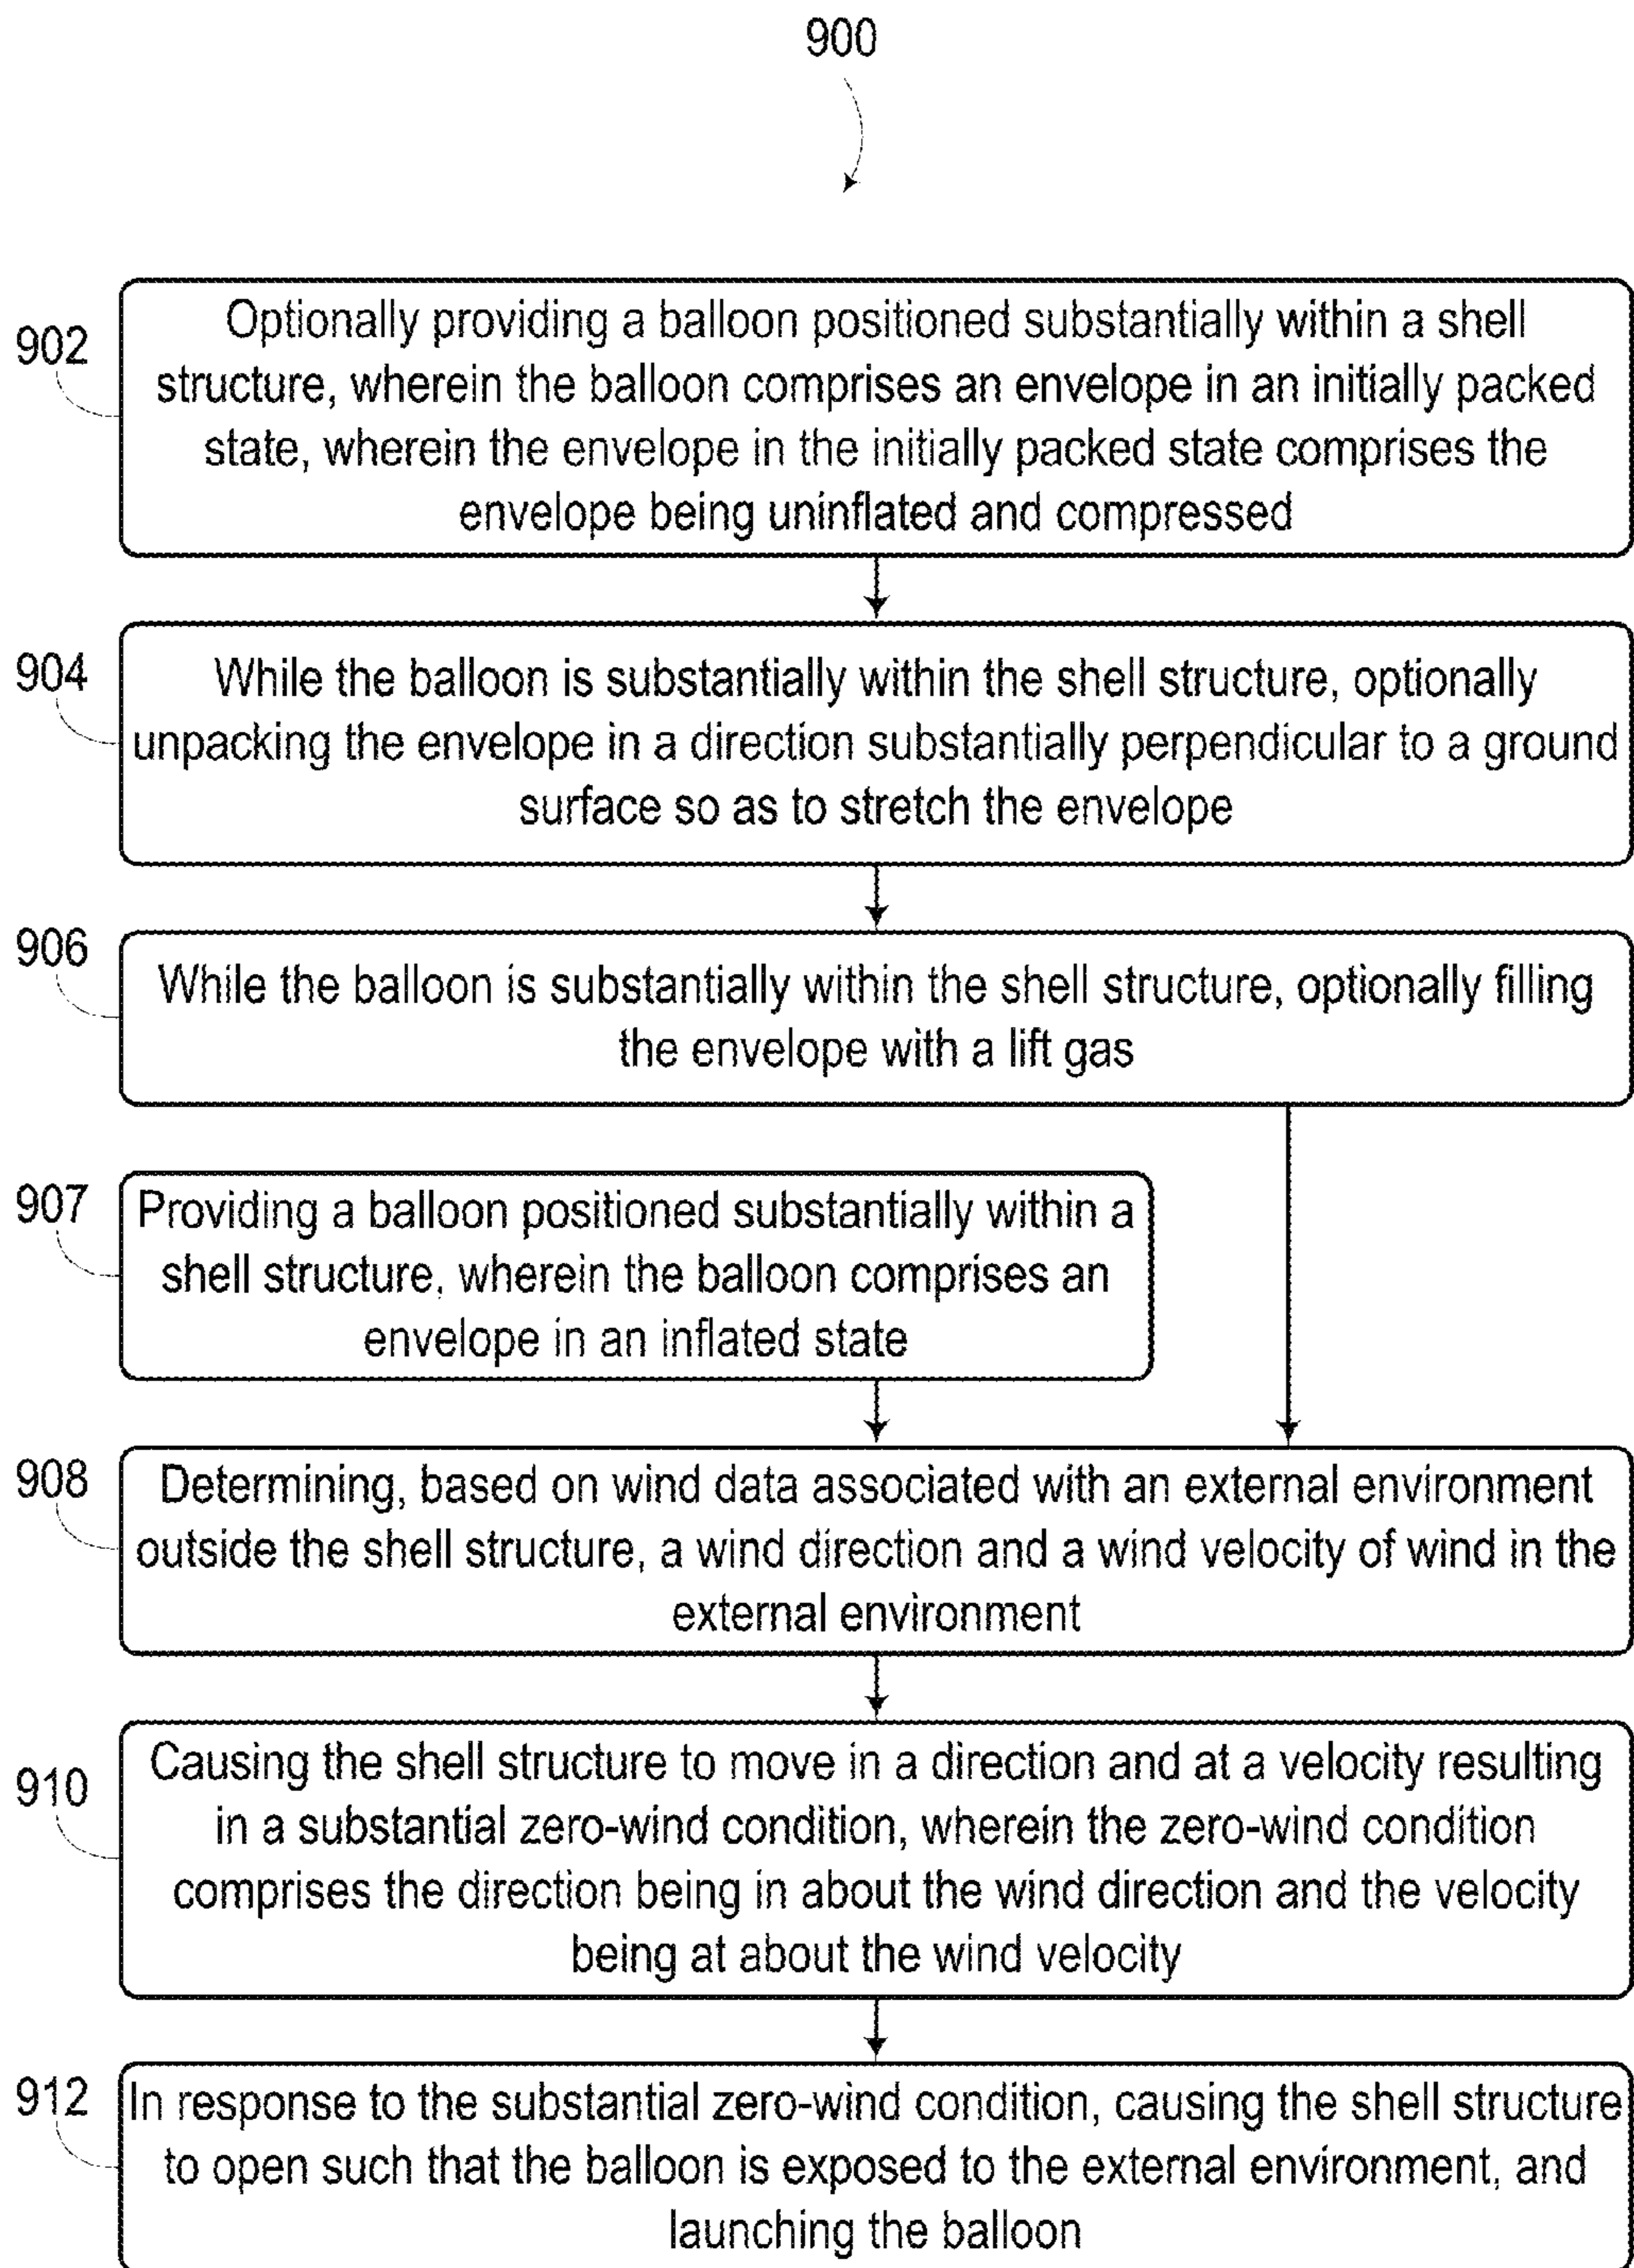 900
902
Optionally providing a balloon positioned substantially within a shell
structure, wherein the balloon comprises an envelope in an initially packed
state, wherein the envelope in the initially packed state comprises the
envelope being uninflated and compressed
904
While the balloon is substantially within the shell structure, optionally
unpacking the envelope in a direction substantially perpendicular to a ground
surface so as to stretch the envelope
906
While the balloon is substantially within the shell structure, optionally filling
the envelope with a lift gas
907
Providing a balloon positioned substantially within a
shell structure, wherein the balloon comprises an
envelope in an inflated state
908
Determining, based on wind data associated with an external environment
outside the shell structure, a wind direction and a wind velocity of wind in the
external environment
910
Causing the shell structure to move in a direction and at a velocity resulting
in a substantial zero-wind condition, wherein the zero-wind condition
comprises the direction being in about the wind direction and the velocity
being at about the wind velocity
912
In response to the substantial zero-wind condition, causing the shell structure
to open such that the balloon is exposed to the external environment, and
launching the balloon